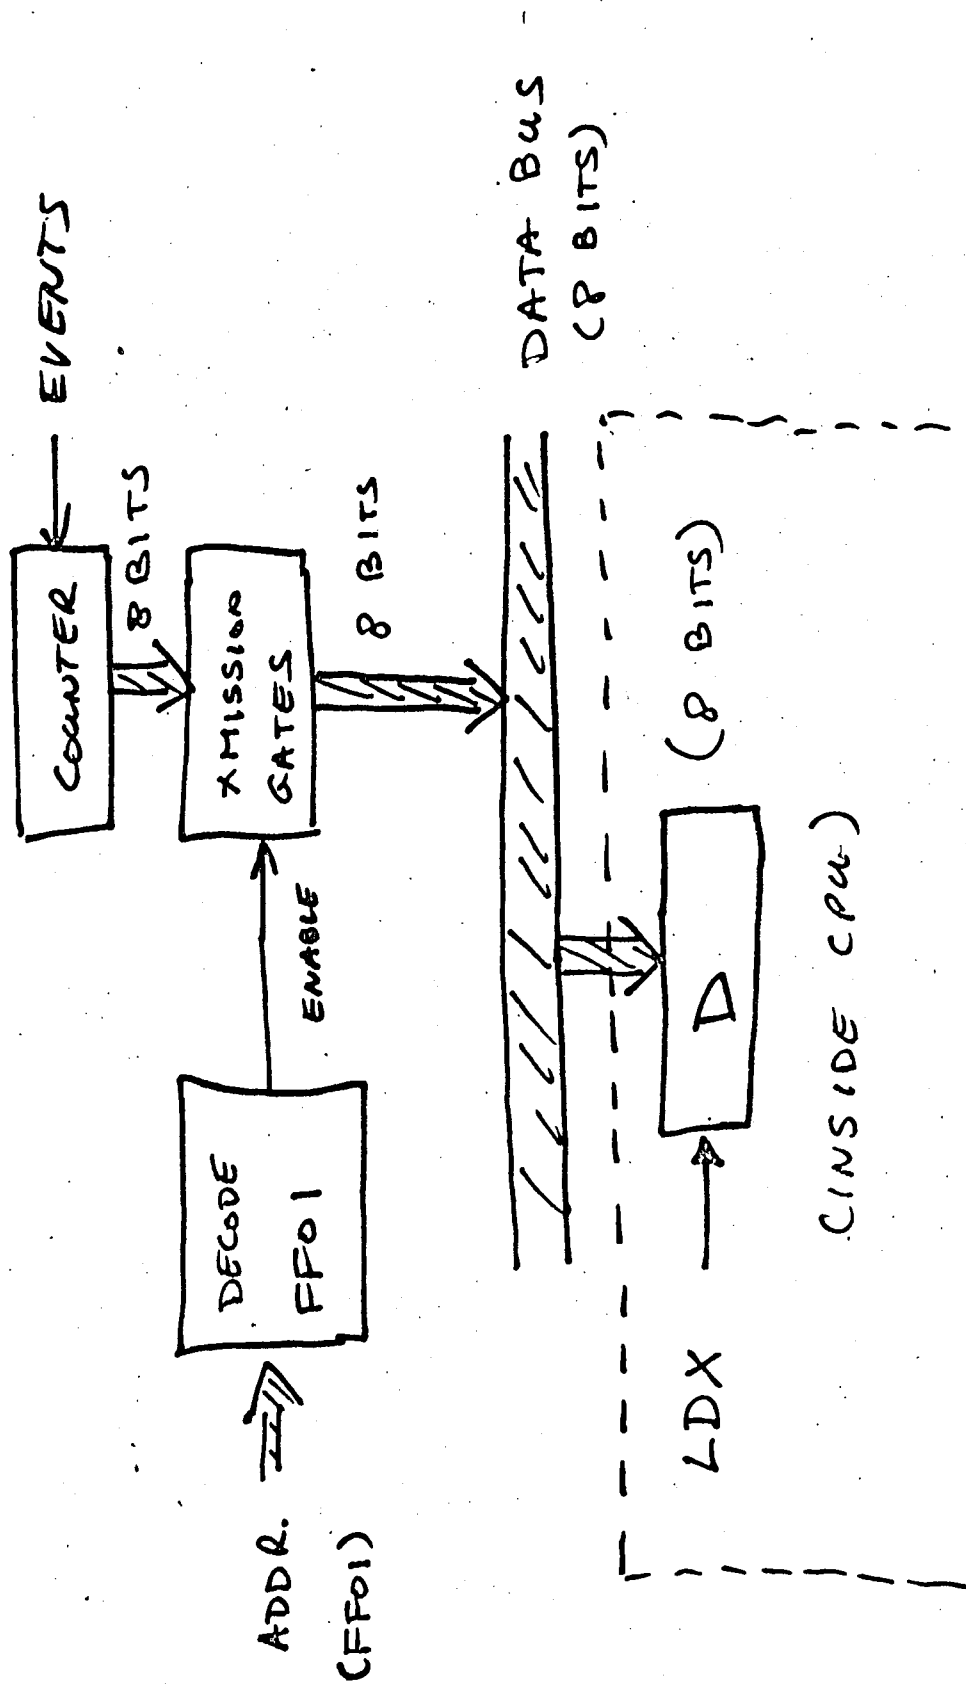 COUNTER
EVENTS
8 BITS
XMISSION
GATES
8 BITS
ENABLE
DECODE
FF01
ADDR.
(FF01)
DATA BUS
(8 BITS)
LDX
D
(8 BITS)
(INSIDE CPU)